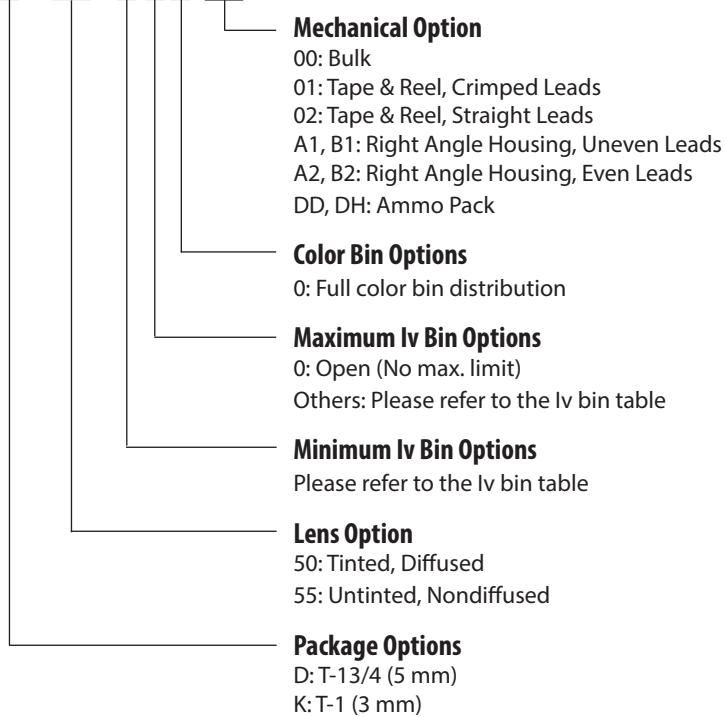 Mechanical Option
00: Bulk
01: Tape & Reel, Crimped Leads
02: Tape & Reel, Straight Leads
A1, B1: Right Angle Housing, Uneven Leads
A2, B2: Right Angle Housing, Even Leads
DD, DH: Ammo Pack
Color Bin Options
0: Full color bin distribution
Maximum Iv Bin Options
0: Open (No max. limit)
Others: Please refer to the Iv bin table
Minimum Iv Bin Options
Please refer to the Iv bin table
Lens Option
50: Tinted, Diffused
55: Untinted, Nondiffused
Package Options
D: T-13/4 (5 mm)
K: T-1 (3 mm)